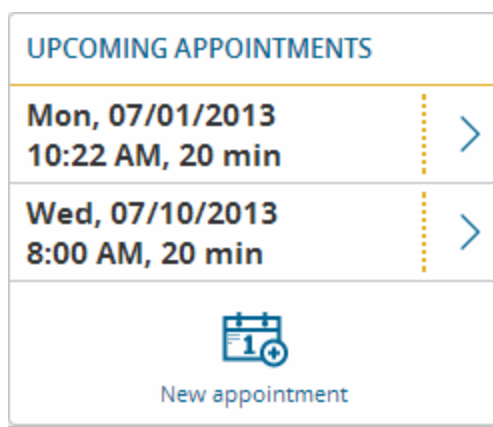 UPCOMING APPOINTMENTS
Mon, 07/01/2013
10:22 AM, 20 min
Wed, 07/10/2013
8:00 AM, 20 min
1
New appointment